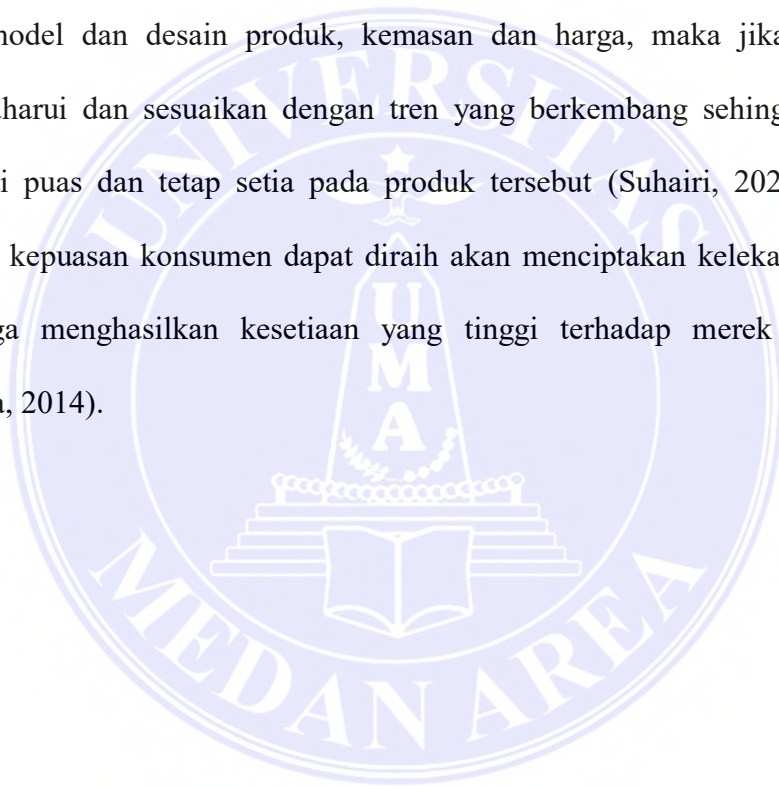 model dan desain produk, kemasan dan harga, maka jika
harui dan sesuaikan dengan tren yang berkembang sehing
i puas dan tetap setia pada produk tersebut (Suhairi, 202
kepuasan konsumen dapat diraih akan menciptakan keleka
ga menghasilkan kesetiaan yang tinggi terhadap merek
a, 2014).
UNIVERSITAS
UMA
MEDAN AREA